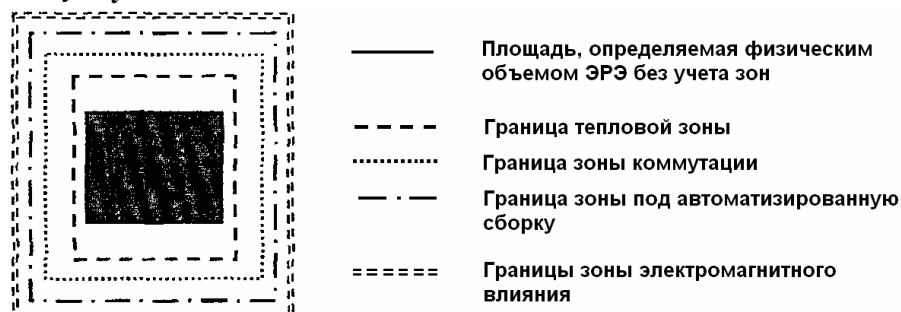 Площадь, определяемая физическим
объемом ЭРЭ без учета зон
Граница тепловой зоны
Граница зоны коммутации
Граница зоны под автоматизированную
сборку
Границы зоны электромагнитного
влияния